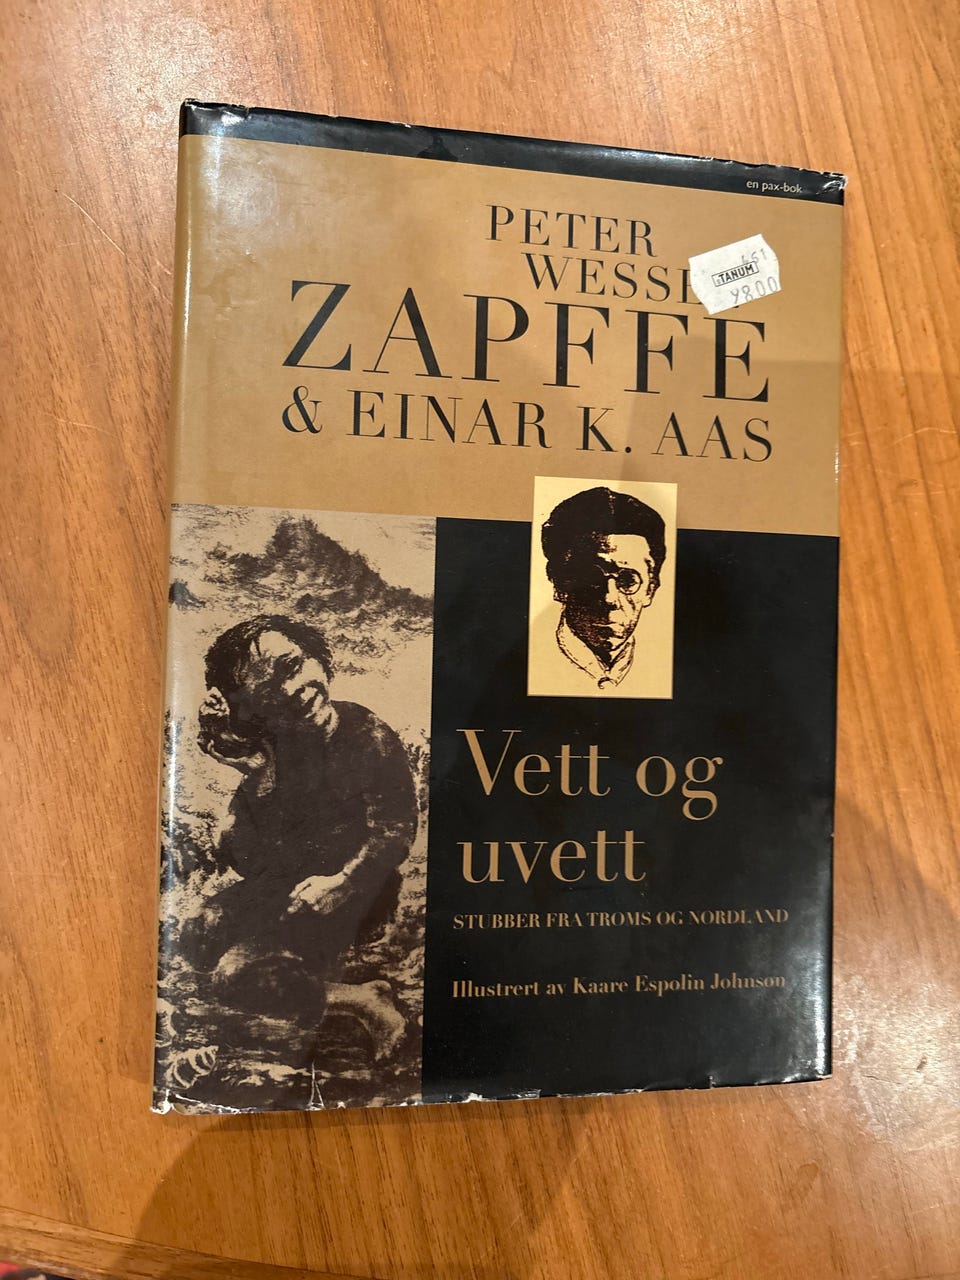 en pax-bok
PETER
WESSE
ZAPFFE
& EINAR K. AAS
TANUM
9800
Vett og
uvett
STUBBER FRA TROMS OG NORDLAND
Illustrert av Kaare Espolin Johnson